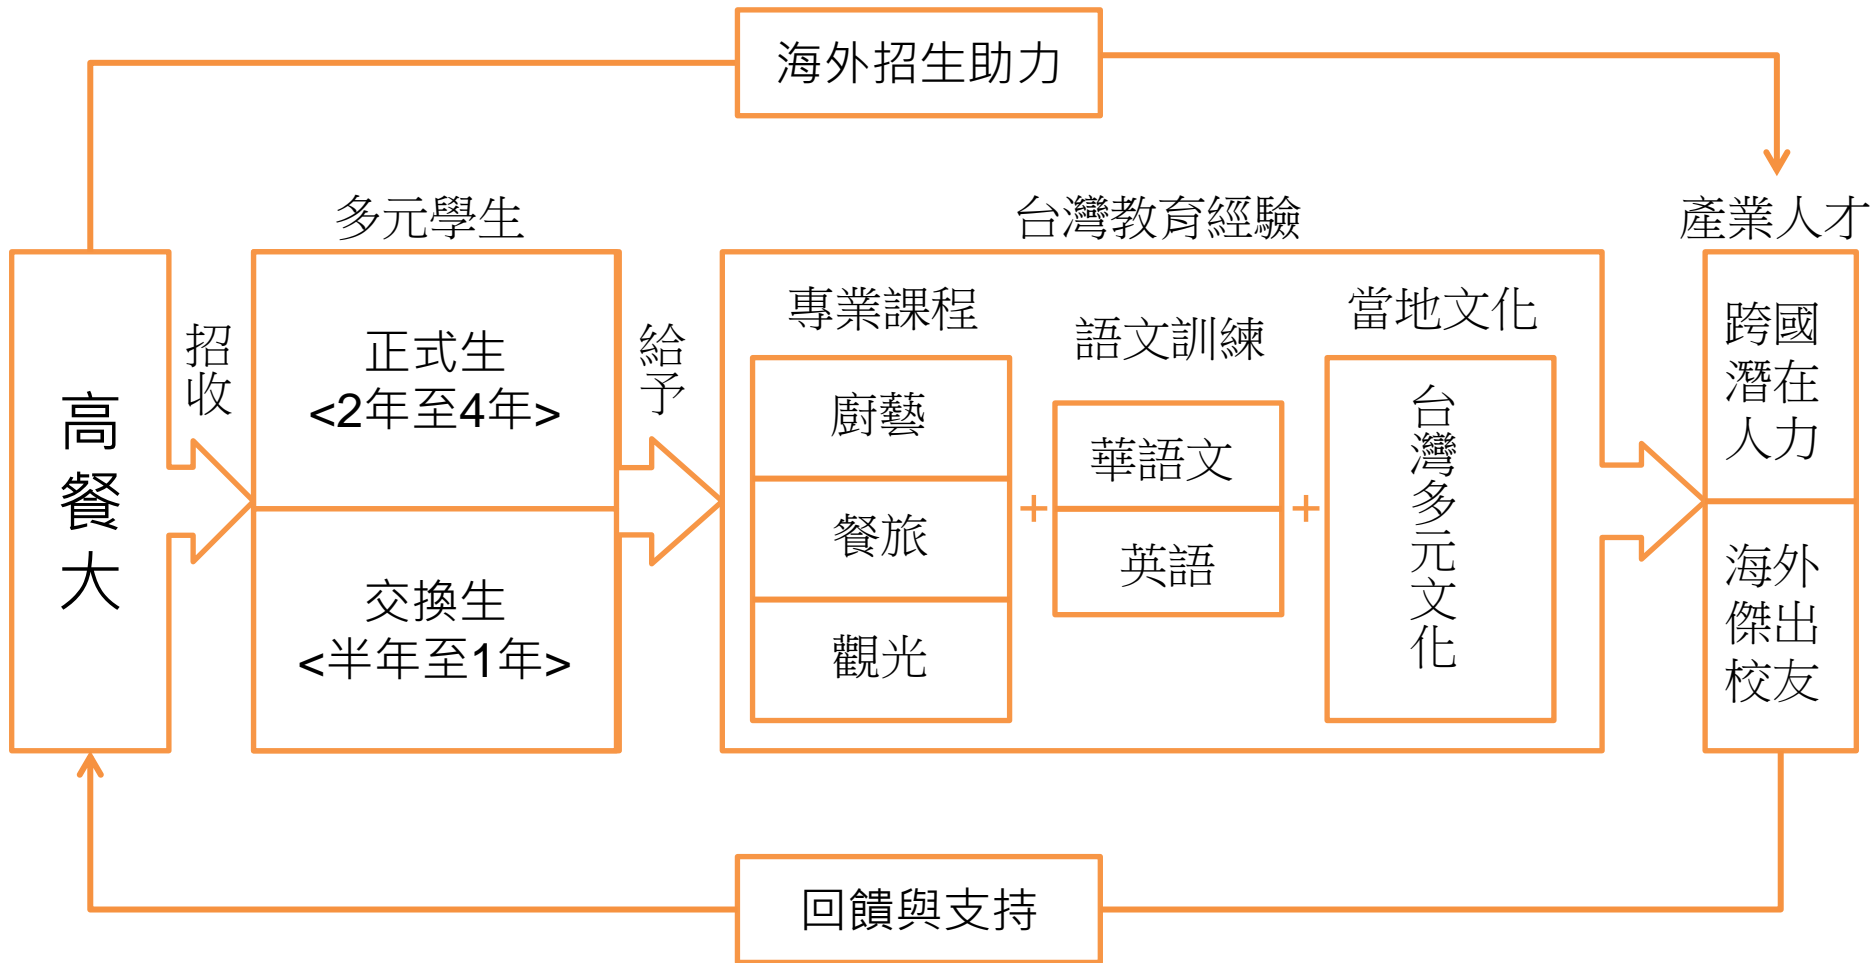 海外招生助力
多元學生
台灣教育經驗
產業人才
高餐大
招收
正式生
<2年至4年>
交換生
<半年至1年>
給予
專業課程
廚藝
餐旅
觀光
+
語文訓練
華語文
英語
+
當地文化
台灣多元文化
跨國
潛在
人力
海外
傑出
校友
回饋與支持